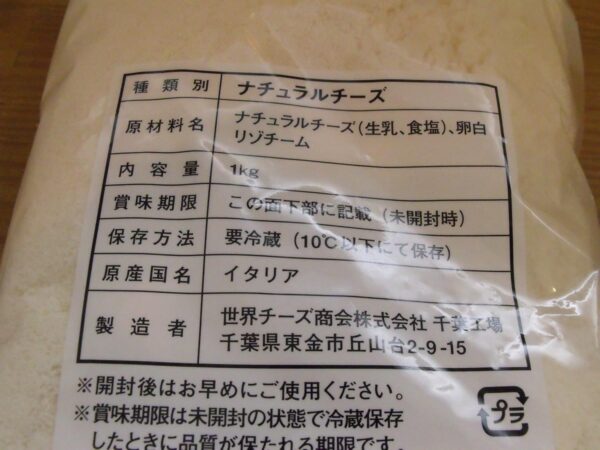 種類別 ナチュラルチーズ
原材料名 ナチュラルチーズ(生乳、食塩)、卵白
リゾチーム
内容量 1kg
賞味期限 この面下部に記載(未開封時)
保存方法 要冷蔵(10℃以下にて保存)
原産国名 イタリア
製造者 世界チーズ商会株式会社 千葉工場
千葉県東金市丘山台2-9-15
※開封後はお早めにご使用ください。
※賞味期限は未開封の状態で冷蔵保存
したときに品質が保たれる期限です。
プラ